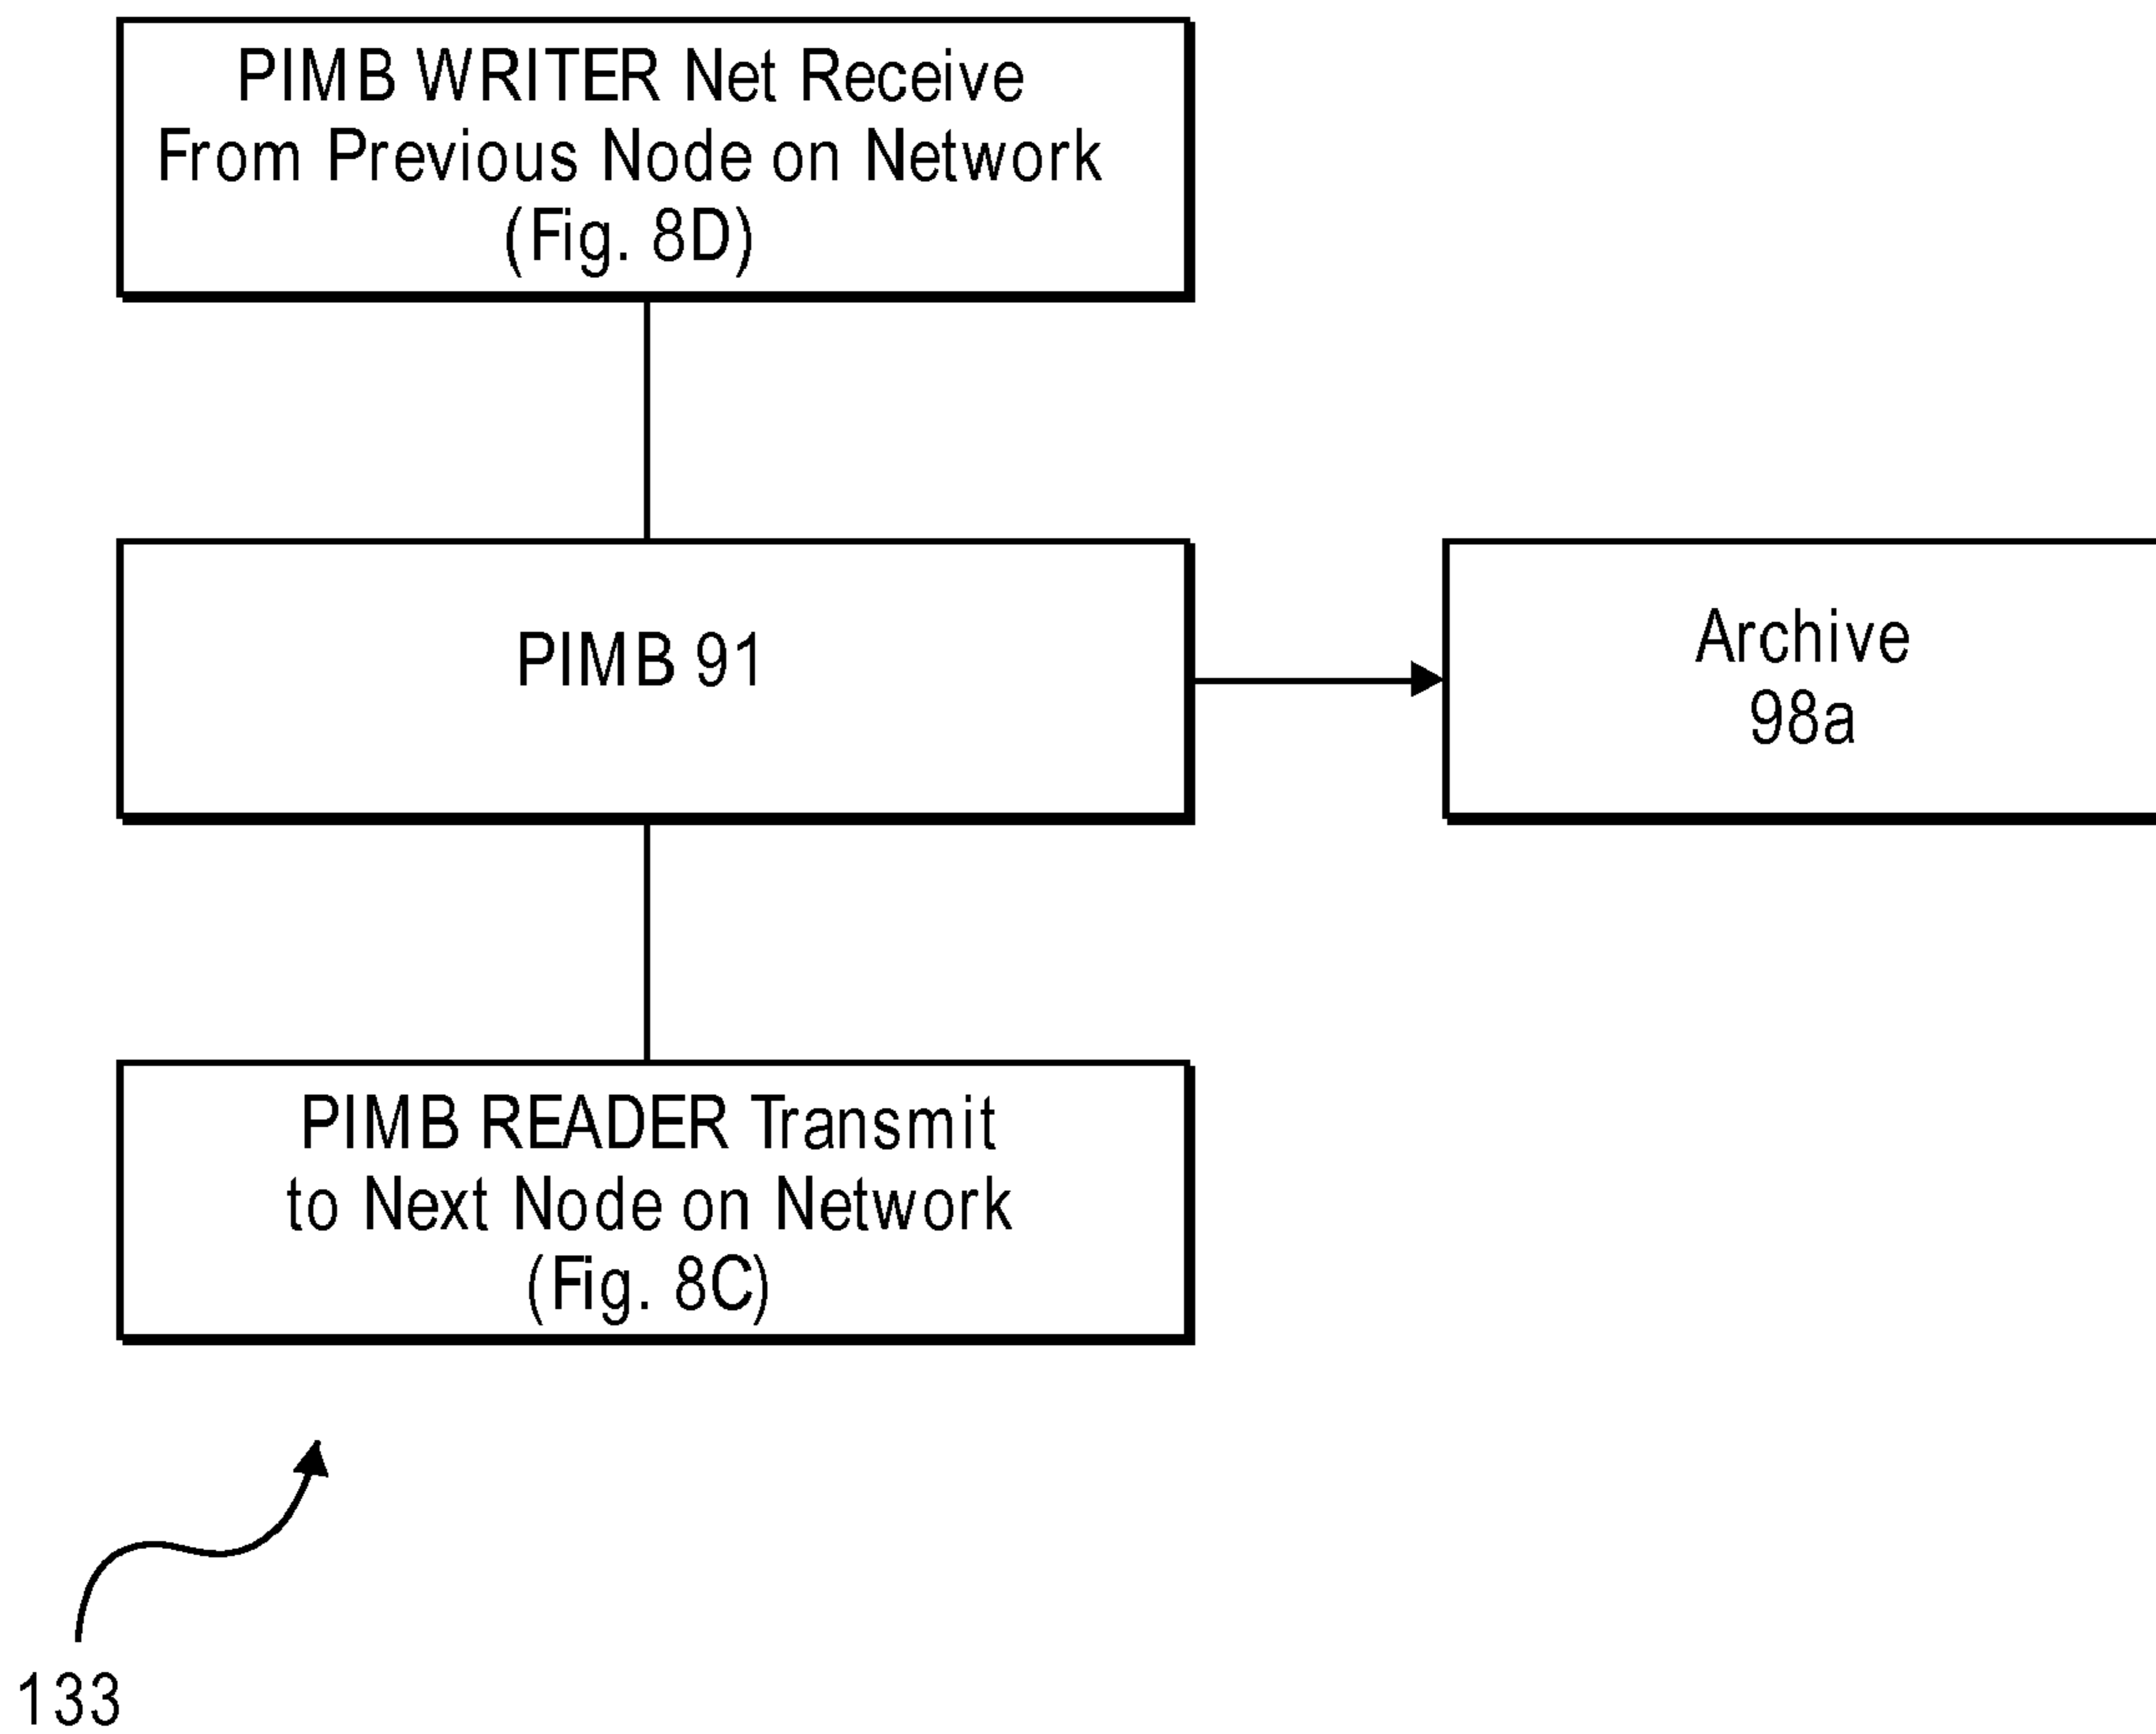 PIMB WRITER Net Receive
From Previous Node on Network
(Fig. 8D)
PIMB 91
Archive
98a
PIMB READER Transmit
to Next Node on Network
(Fig. 8C)
133